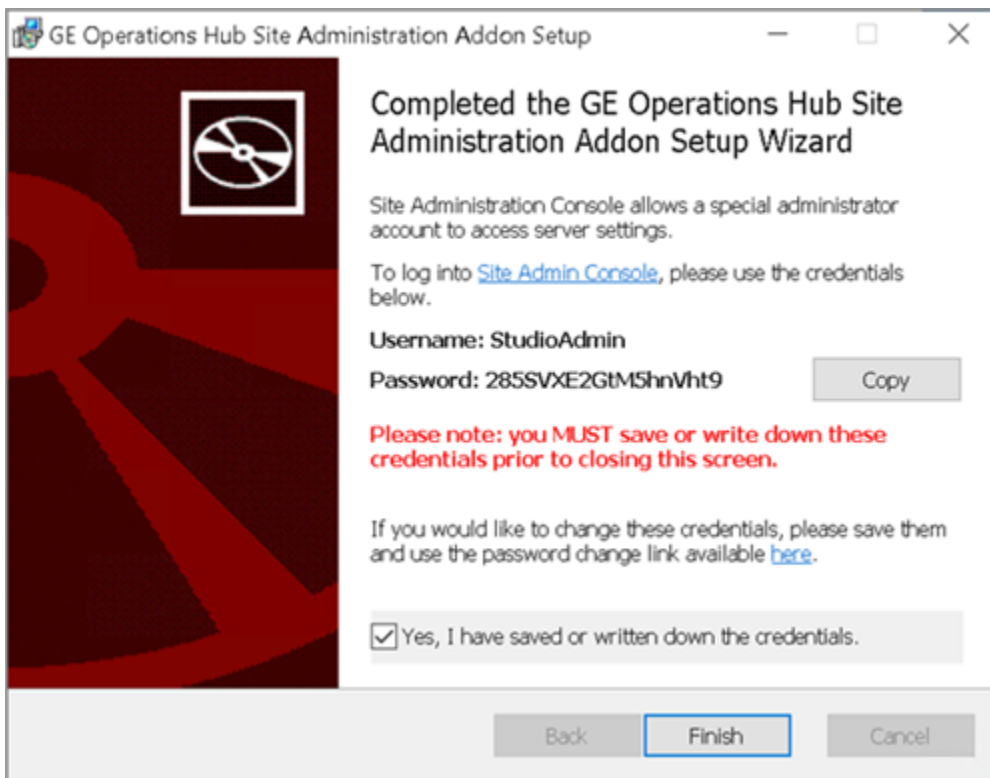 GE Operations Hub Site Administration Addon Setup
Completed the GE Operations Hub Site
Administration Addon Setup Wizard
Site Administration Console allows a special administrator
account to access server settings.
To log into Site Admin Console, please use the credentials
below.
Username: StudioAdmin
Password: 285SVXE2GtM5hnVht9
Copy
Please note: you MUST save or write down these
credentials prior to closing this screen.
If you would like to change these credentials, please save them
and use the password change link available here.
Yes, I have saved or written down the credentials.
Back
Finish
Cancel